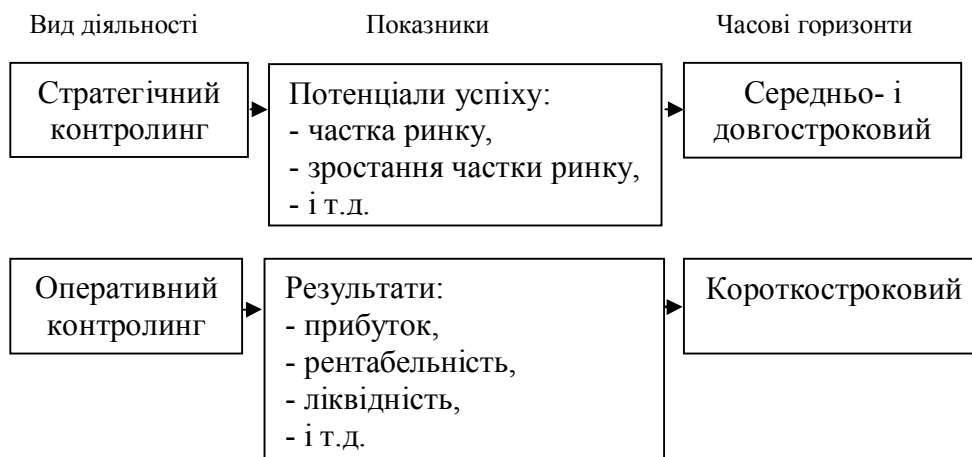 Вид діяльності
Показники
Часові горизонти
Стратегічний
контролинг
Потенціали успіху:
- частка ринку,
- зростання частки ринку,
- і т.д.
Середньо- і
довгостроковий
Оперативний
контролинг
Результати:
- прибуток,
- рентабельність,
- ліквідність,
- і т.д.
Короткостроковий